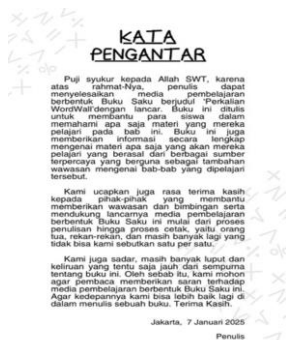 KATA
PENGANTAR
Puji syukur kepada Allah SWT, karena
atas rahmat-Nya, penulis dapat
menyelesaikan media pembelajaran
berbentuk Buku Saku berjudul 'Perkalian
WordWall'dengan lancar. Buku ini ditulis
untuk membantu para siswa dalam
memahami apa saja materi yang mereka
pelajari pada bab ini. Buku ini juga
memberikan informasi secara lengkap
mengenai materi apa saja yang akan mereka
pelajari yang berasal dari berbagai sumber
terpercaya yang berguna sebagai tambahan
wawasan mengenai bab-bab yang dipelajari
tersebut.
Kami ucapkan juga rasa terima kasih
kepada pihak-pihak yang membantu
memberikan wawasan dan bimbingan serta
mendukung lancarnya media pembelajaran
berbentuk Buku Saku ini mulai dari proses
penulisan hingga proses cetak, yaitu orang
tua, rekan-rekan, dan masih banyak lagi yang
tidak bisa kami sebutkan satu per satu.
Kami juga sadar, masih banyak luput dan
keliruan yang tentu saja jauh dari sempurna
tentang buku ini. Oleh sebab itu, kami mohon
agar pembaca memberikan saran terhadap
media pembelajaran berbentuk Buku Saku ini.
Agar kedepannya kami bisa lebih baik lagi di
dalam menulis sebuah buku. Terima Kasih.
Jakarta, 7 Januari 2025
Penulis